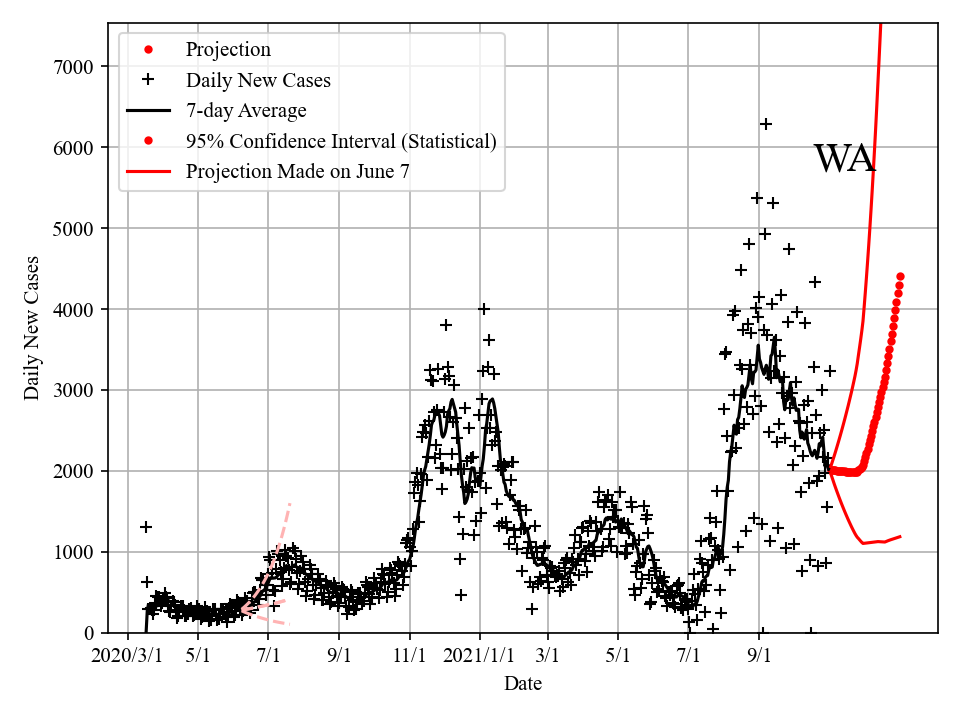 Projection
Daily New Cases
7-day Average
95% Confidence Interval (Statistical)
Projection Made on June 7
WA
7000
6000
5000
4000
3000
2000
1000
0
Daily New Cases
2020/3/1 5/1 7/1 9/1 11/1 2021/1/1 3/1 5/1 7/1 9/1
Date